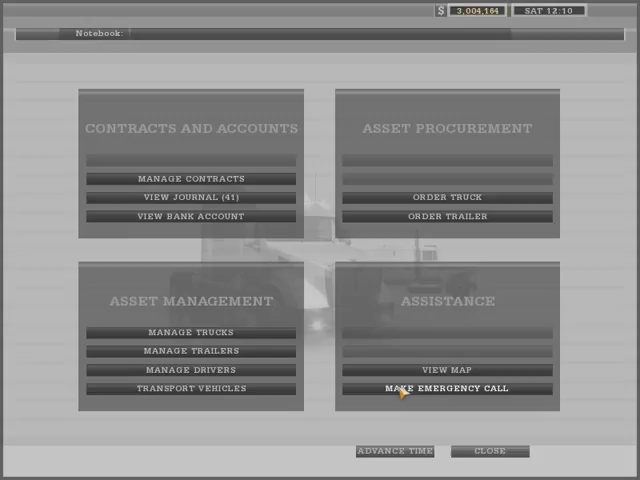 $ 3,004,164 SAT 12:10
Notebook:
CONTRACTS AND ACCOUNTS
MANAGE CONTRACTS
VIEW JOURNAL (41)
VIEW BANK ACCOUNT
ASSET PROCUREMENT
ORDER TRUCK
ORDER TRAILER
ASSET MANAGEMENT
MANAGE TRUCKS
MANAGE TRAILERS
MANAGE DRIVERS
TRANSPORT VEHICLES
ASSISTANCE
VIEW MAP
MAKE EMERGENCY CALL
ADVANCE TIME CLOSE